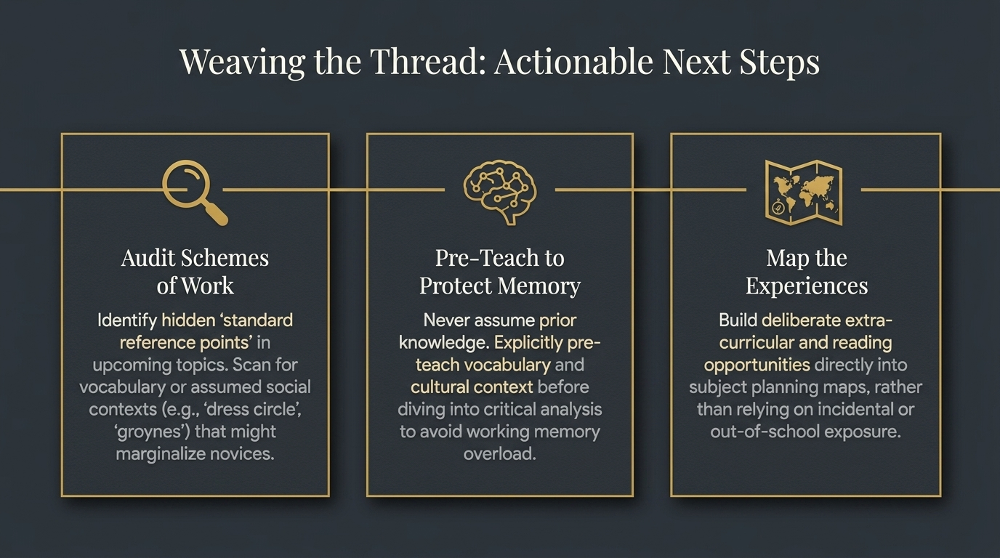 Weaving the Thread: Actionable Next Steps
Audit Schemes
of Work
Identify hidden ‘standard
reference points’ in
upcoming topics. Scan for
vocabulary or assumed social
contexts (e.g., ‘dress circle’,
‘groynes’) that might
marginalize novices.
Pre-Teach to
Protect Memory
Never assume prior
knowledge. Explicitly pre-
teach vocabulary and
cultural context before
diving into critical analysis
to avoid working memory
overload.
Map the
Experiences
Build deliberate extra-
curricular and reading
opportunities directly into
subject planning maps, rather
than relying on incidental or
out-of-school exposure.